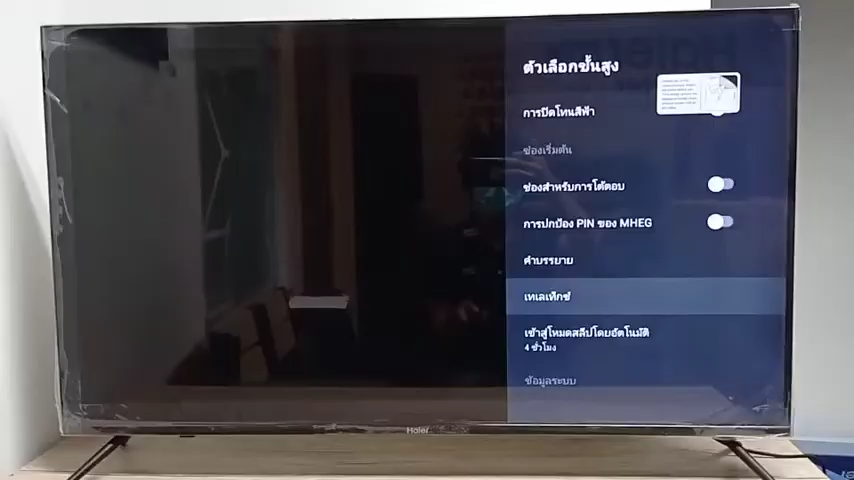 ตัวเลือกขั้นสูง
การปิดโทนสีฟ้า
ช่องเริ่มต้น
ช่องสำหรับการโต้ตอบ
การปกป้อง PIN ของ MHEG
คำบรรยาย
เทเลเท็กซ์
เข้าสู่โหมดสลีปโดยอัตโนมัติ
4 ชั่วโมง
ข้อมูลระบบ
Haier